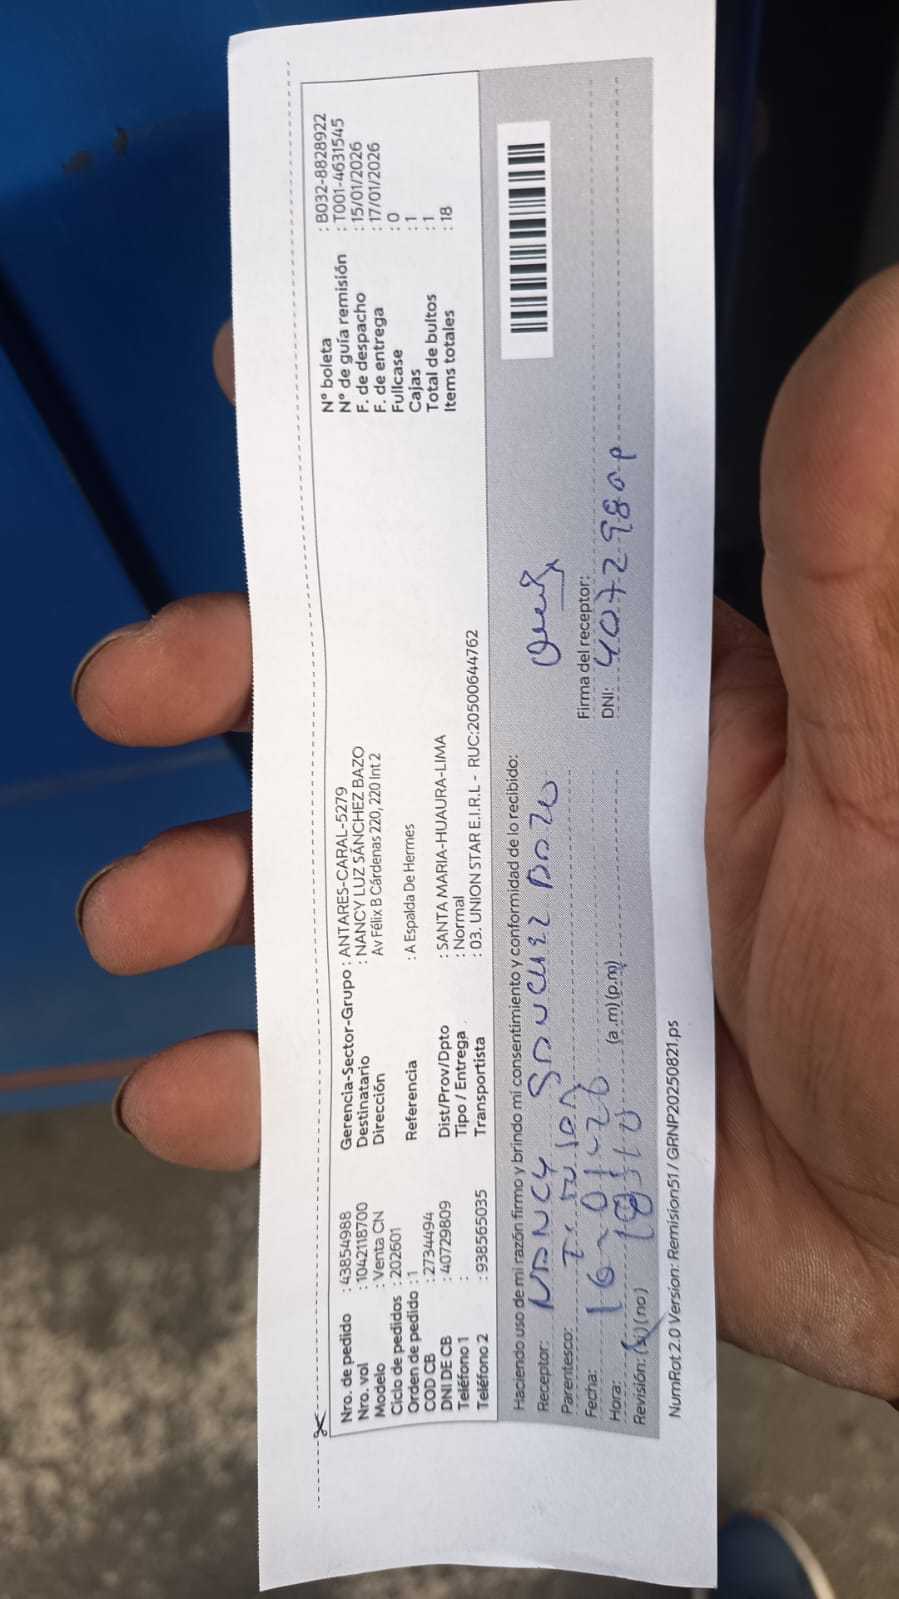 Nro. de pedido : 43854988
Nro. vol : 1042118700
Modelo : Venta CN
Ciclo de pedidos : 202601
Orden de pedido : 1
COD CB : 2734494
DNI DE CB : 40729809
Teléfono 1 :
Teléfono 2 : 938565035
Gerencia-Sector-Grupo : ANTARES-CARAL-5279
Destinatario : NANCY LUZ SÁNCHEZ BAZO
Dirección Av Félix B Cárdenas 220, 220 Int 2
Referencia : A Espalda De Hermes
Dist/Prov/Dpto : SANTA MARIA-HUAURA-LIMA
Tipo / Entrega : Normal
Transportista : 03. UNION STAR E.I.R.L - RUC:20500644762
N° boleta : B032-8828922
N° de guía remisión : T001-4631545
F. de despacho : 15/01/2026
F. de entrega : 17/01/2026
Fullcase : 0
Cajas : 1
Total de bultos : 1
Items totales : 18
Haciendo uso de mi razón firmo y brindo mi consentimiento y conformidad de lo recibido:
Receptor: NANCY SANCHEZ BAZO
Parentesco: TITULAR
Fecha: 16-01-26
Hora: (a.m)(p.m)
Revisión: (si) (no)
Firma del receptor:
DNI: 40729809
NumRot 2.0 Version: Remision51 / GRNP20250821.ps